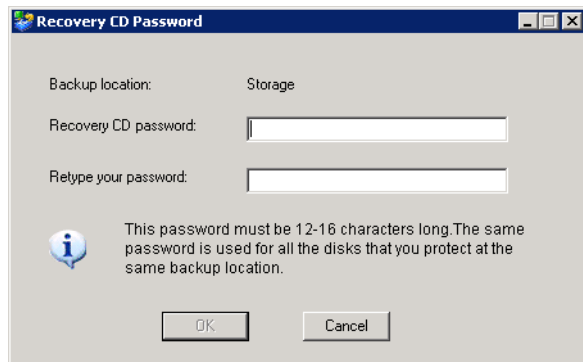 Recovery CD Password
Backup location: Storage
Recovery CD password:
Retype your password:
This password must be 12-16 characters long.The same
password is used for all the disks that you protect at the
same backup location.
OK Cancel